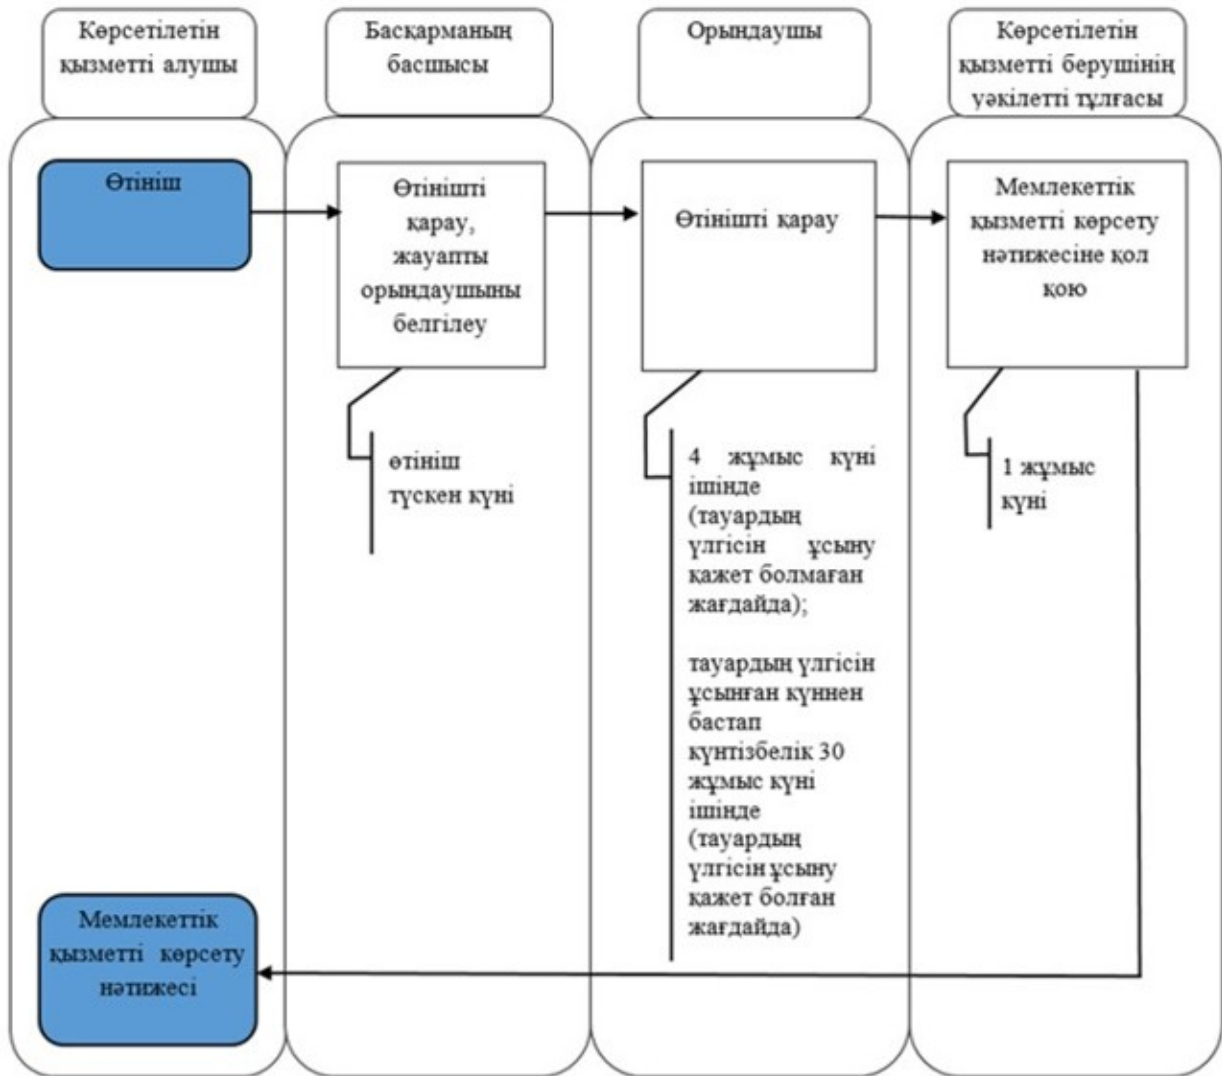 Көрсетілетін
қызметті алушы
Басқарманың
басшысы
Орындаушы
Көрсетілетін
қызметті берушінің
уәкілетті тұлғасы
Өтініш
Өтінішті
қарау,
жауапты
орындаушыны
белгілеу
Өтінішті қарау
Мемлекеттік
қызметті көрсету
нәтижесіне қол
қою
өтініш
түскен күні
4 жұмыс күні
ішінде
(тауардың
үлгісін ұсыну
қажет болмаған
жағдайда);
тауардың үлгісін
ұсынған күннен
бастап
күнтізбелік 30
жұмыс күні
ішінде
(тауардың
үлгісін ұсыну
қажет болған
жағдайда)
1 жұмыс
күні
Мемлекеттік
қызметті көрсету
нәтижесі